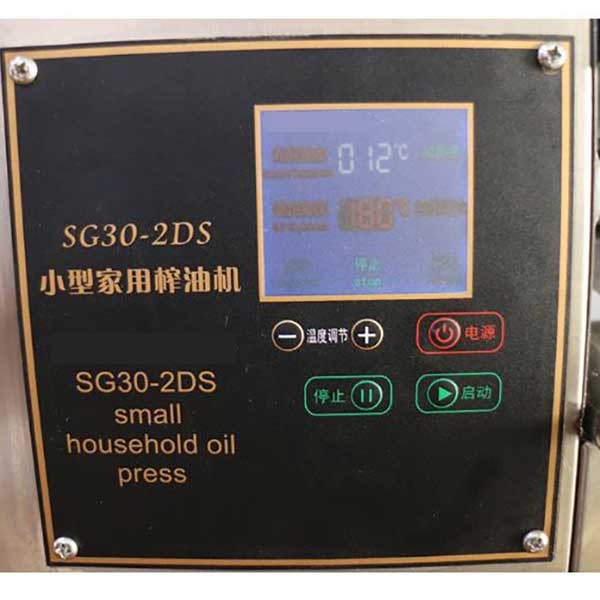 012°C
180°C
停止
stop
SG30-2DS
小型家用榨油机
− 温度调节 +
电源
停止
启动
SG30-2DS
small
household oil
press